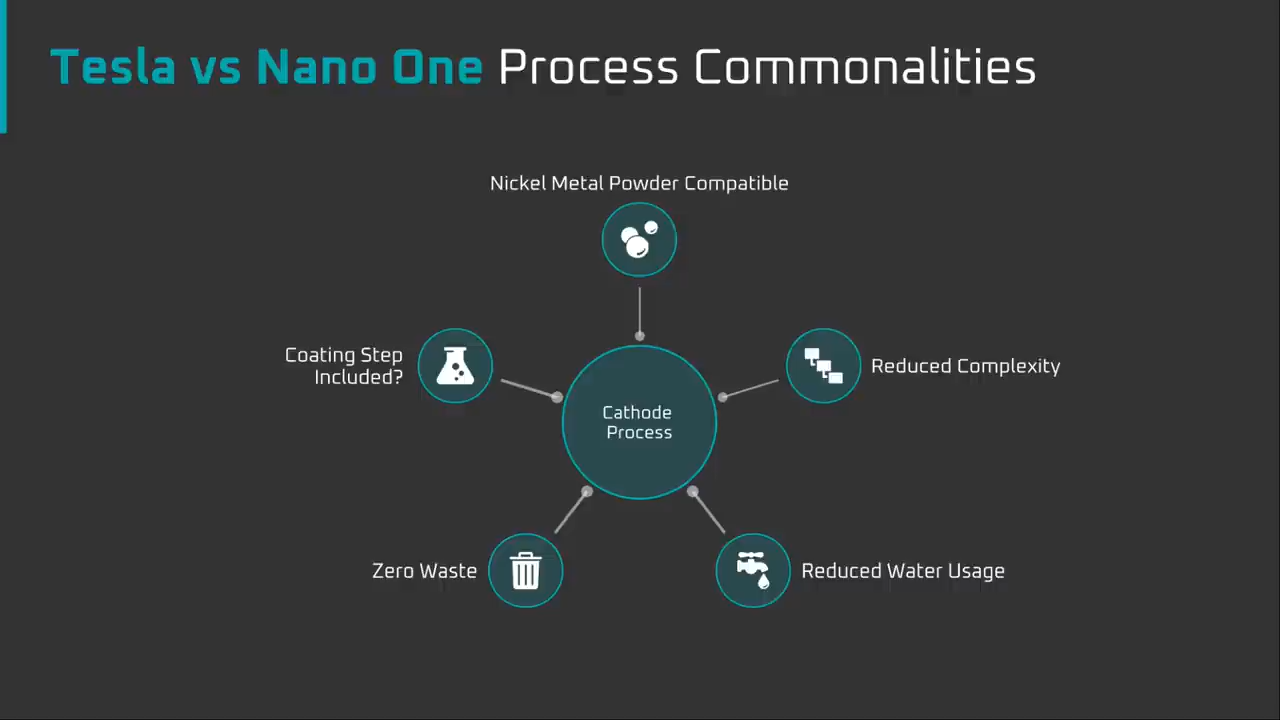 Tesla vs Nano One Process Commonalities
Nickel Metal Powder Compatible
Coating Step
Included?
Reduced Complexity
Cathode
Process
Zero Waste
Reduced Water Usage